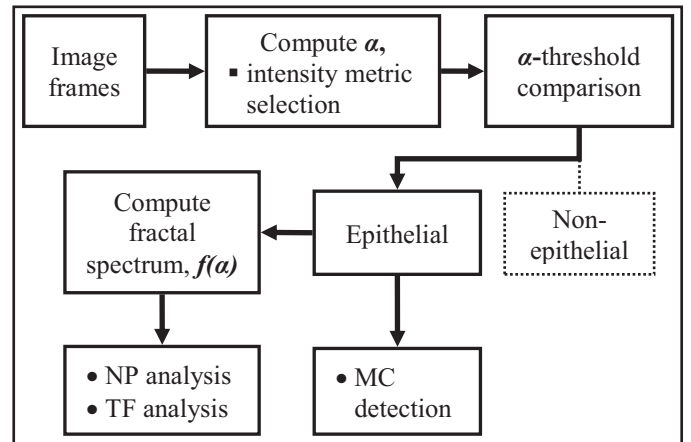 Image
frames
Compute α,
▪ intensity metric
selection
α-threshold
comparison
Compute
fractal
spectrum, f(α)
Epithelial
Non-
epithelial
• NP analysis
• TF analysis
• MC
detection